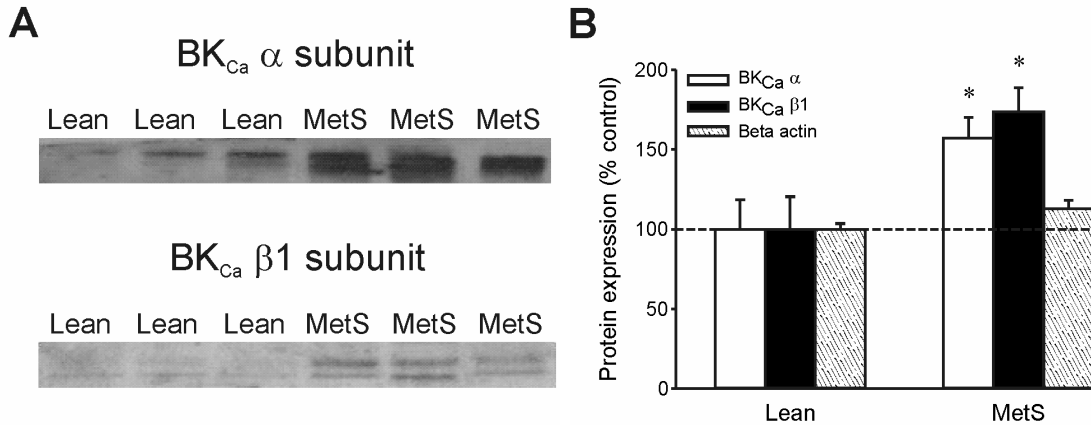 A
BKCa α subunit
Lean Lean Lean MetS MetS MetS
BKCa β1 subunit
Lean Lean Lean MetS MetS MetS
B
BKCa α
BKCa β1
Beta actin
* *
Protein expression (% control)
200
150
100
50
0
Lean MetS